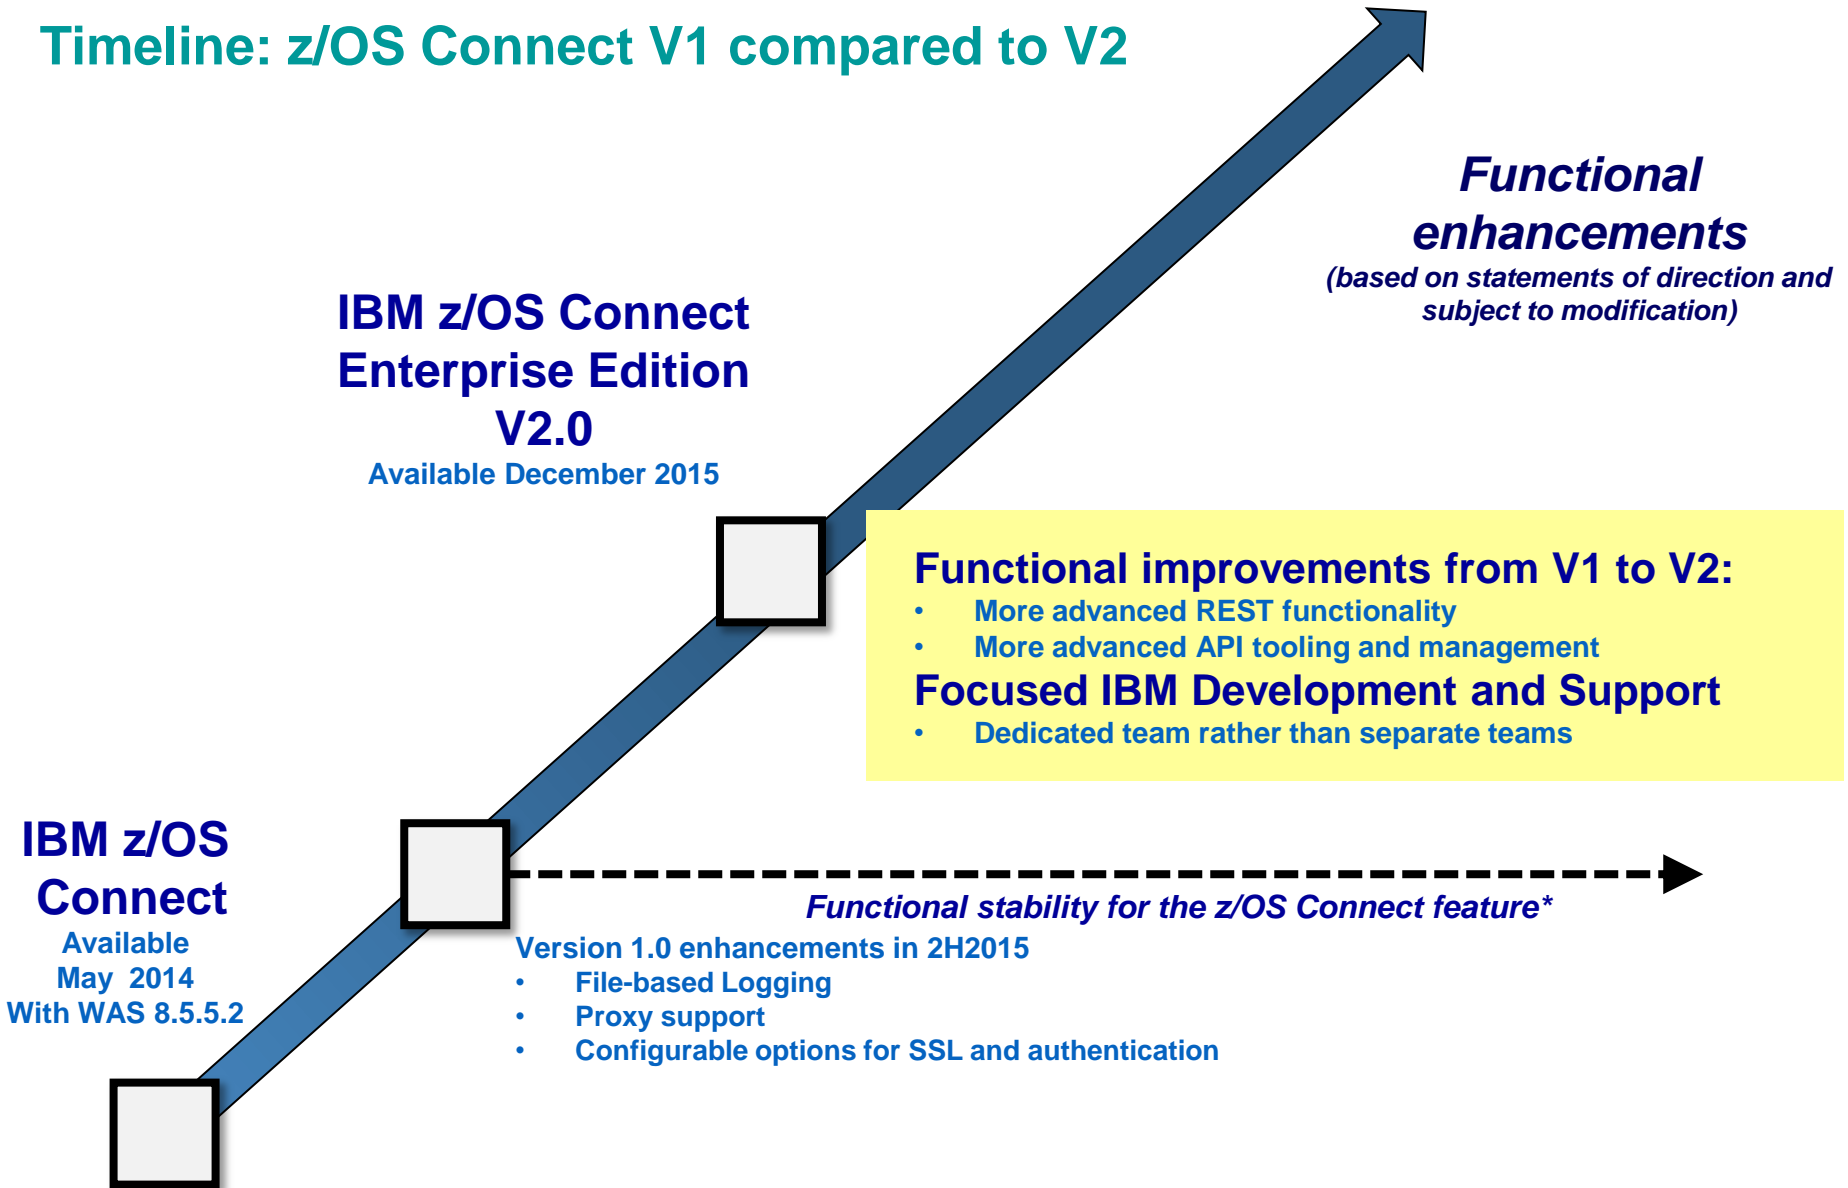 Timeline: z/OS Connect V1 compared to V2
Functional
enhancements
(based on statements of direction and
subject to modification)
IBM z/OS Connect
Enterprise Edition
V2.0
Available December 2015
Functional improvements from V1 to V2:
• More advanced REST functionality
• More advanced API tooling and management
Focused IBM Development and Support
• Dedicated team rather than separate teams
IBM z/OS
Connect
Available
May 2014
With WAS 8.5.5.2
Functional stability for the z/OS Connect feature*
Version 1.0 enhancements in 2H2015
• File-based Logging
• Proxy support
• Configurable options for SSL and authentication